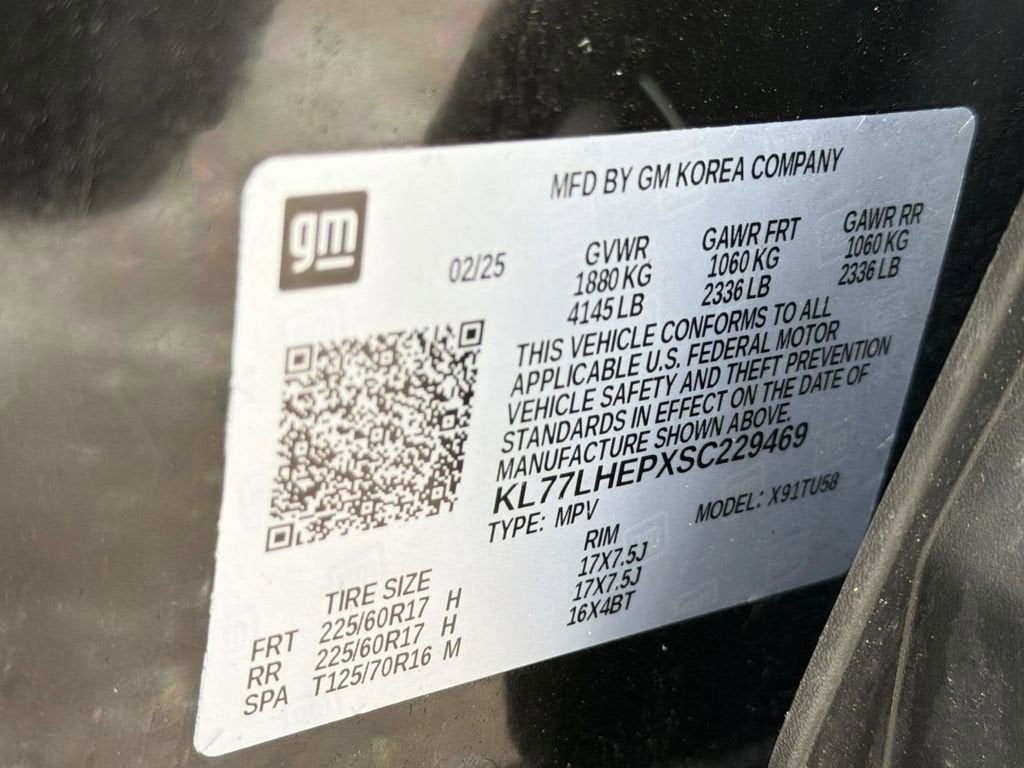 gm
MFD BY GM KOREA COMPANY
02/25
GVWR GAWR FRT GAWR RR
1880 KG 1060 KG 1060 KG
4145 LB 2336 LB 2336 LB
THIS VEHICLE CONFORMS TO ALL
APPLICABLE U.S. FEDERAL MOTOR
VEHICLE SAFETY AND THEFT PREVENTION
STANDARDS IN EFFECT ON THE DATE OF
MANUFACTURE SHOWN ABOVE.
KL77LHEPXSC229469
TYPE: MPV MODEL: X91TU58
TIRE SIZE RIM
FRT 225/60R17 H 17X7.5J
RR 225/60R17 H 17X7.5J
SPA T125/70R16 M 16X4BT